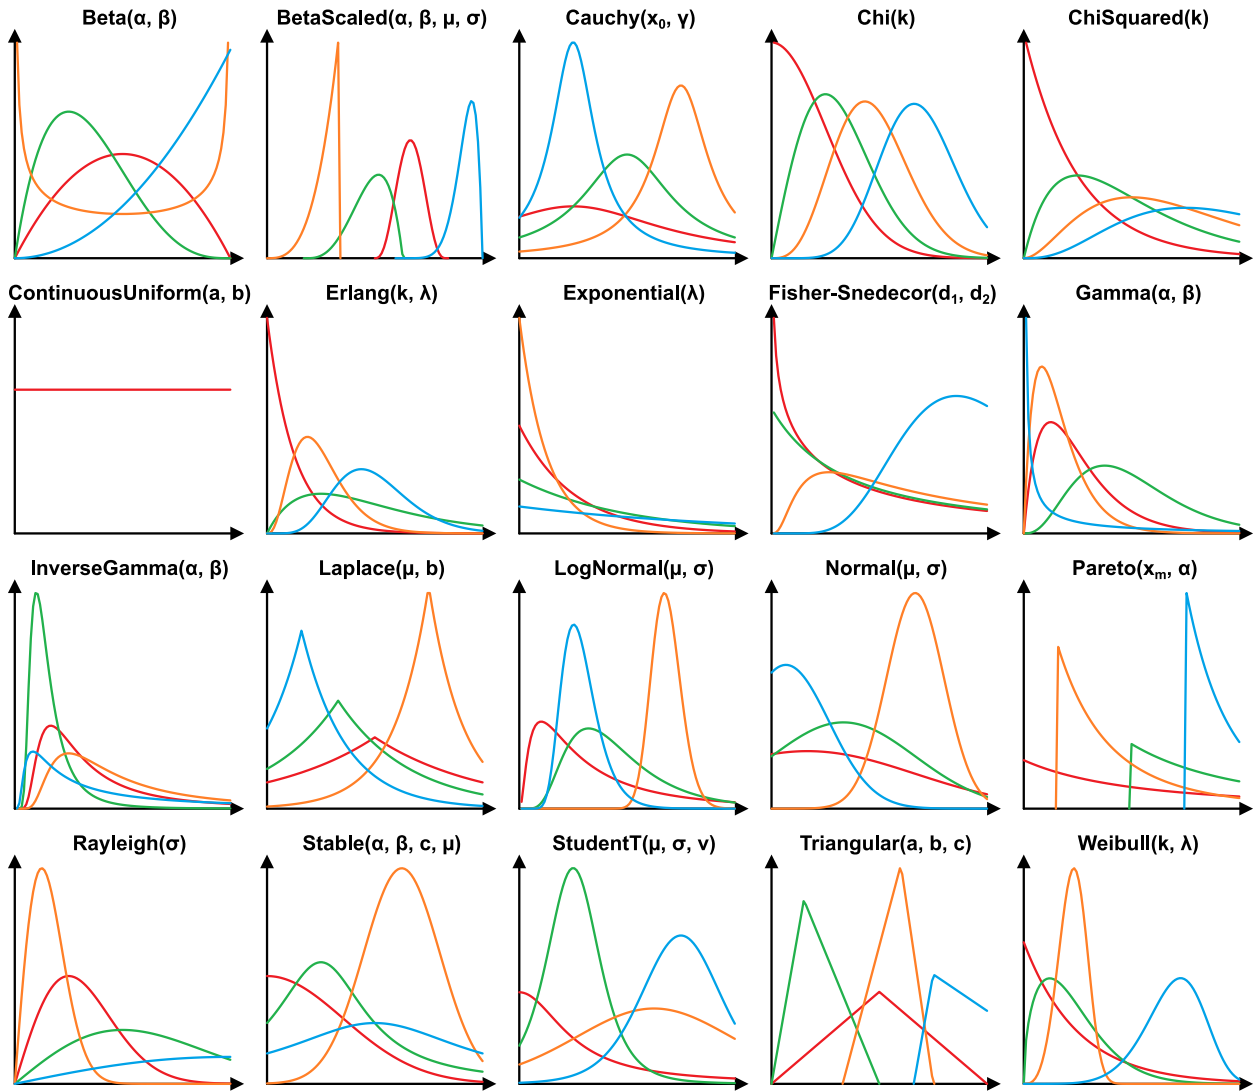 Beta(α, β)
BetaScaled(α, β, μ, σ)
Cauchy(x₀, γ)
Chi(k)
ChiSquared(k)
ContinuousUniform(a, b)
Erlang(k, λ)
Exponential(λ)
Fisher-Snedecor(d₁, d₂)
Gamma(α, β)
InverseGamma(α, β)
Laplace(μ, b)
LogNormal(μ, σ)
Normal(μ, σ)
Pareto(xₘ, α)
Rayleigh(σ)
Stable(α, β, c, μ)
StudentT(μ, σ, ν)
Triangular(a, b, c)
Weibull(k, λ)